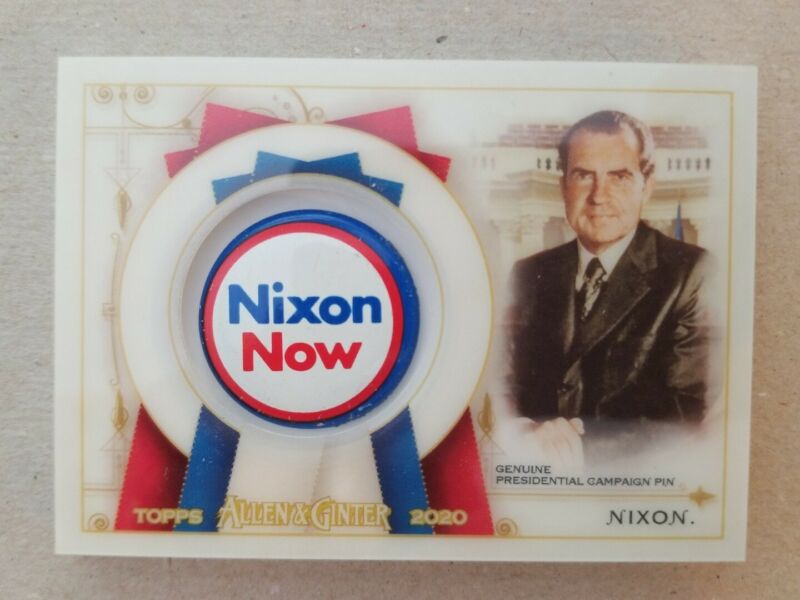 Nixon
Now
GENUINE
PRESIDENTIAL CAMPAIGN PIN
TOPPS ALLEN & GINTER 2020
NIXON.